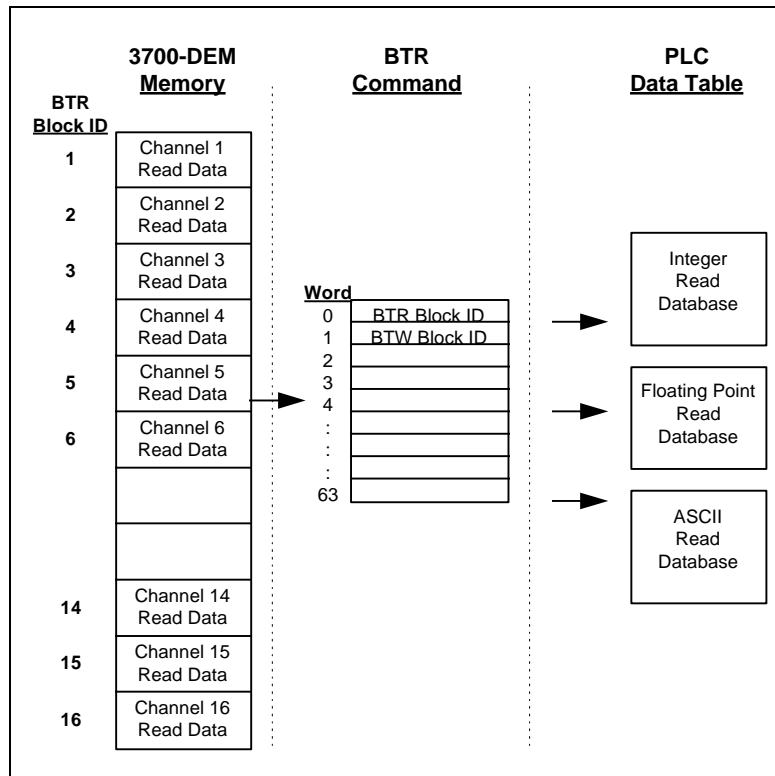 3700-DEM
Memory
BTR
Command
PLC
Data Table
BTR
Block ID
1
Channel 1
Read Data
2
Channel 2
Read Data
3
Channel 3
Read Data
4
Channel 4
Read Data
5
Channel 5
Read Data
6
Channel 6
Read Data
14
Channel 14
Read Data
15
Channel 15
Read Data
16
Channel 16
Read Data
Word
0 BTR Block ID
1 BTW Block ID
2
3
4
:
:
:
63
Integer
Read
Database
Floating Point
Read
Database
ASCII
Read
Database